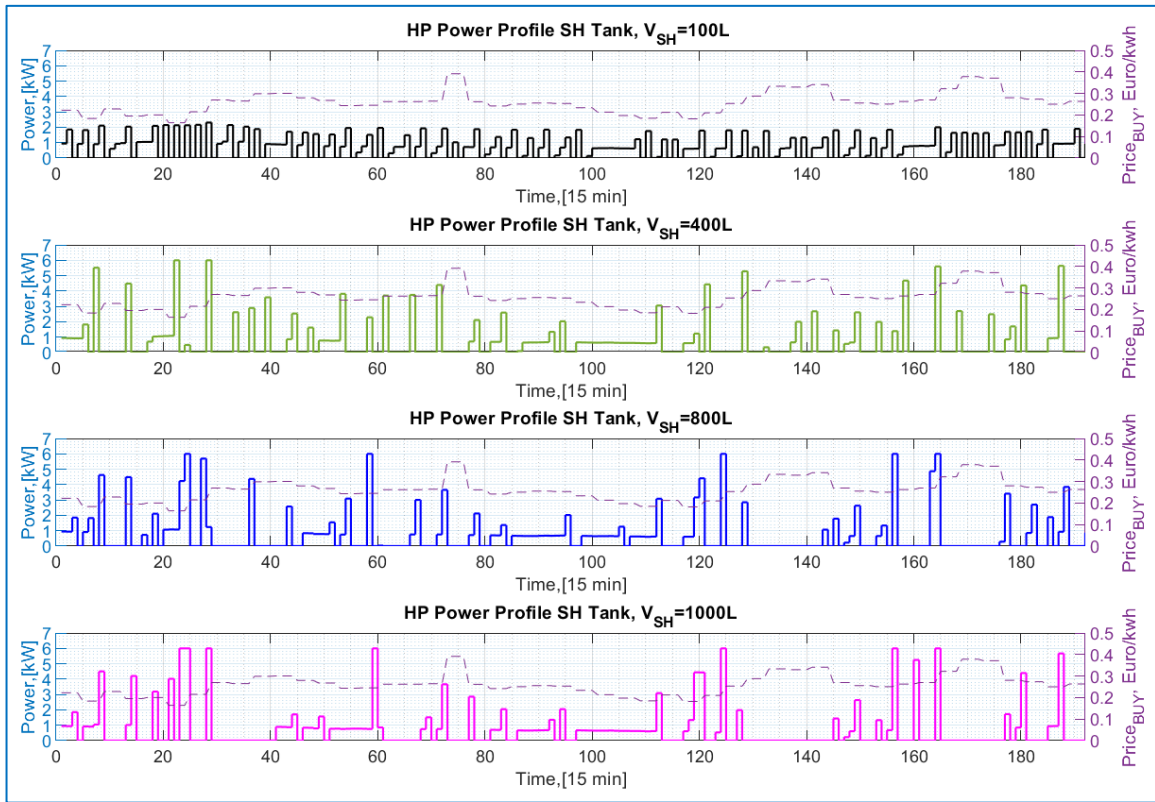 HP Power Profile SH Tank, V_SH=100L
Power,[kW]
7
6
5
4
3
2
1
0
0 20 40 60 80 100 120 140 160 180
Time,[15 min]
0.5
0.4
0.3
0.2
0.1
0
Price_BUY, Euro/kwh
HP Power Profile SH Tank, V_SH=400L
Power,[kW]
7
6
5
4
3
2
1
0
0 20 40 60 80 100 120 140 160 180
Time,[15 min]
0.5
0.4
0.3
0.2
0.1
0
Price_BUY, Euro/kwh
HP Power Profile SH Tank, V_SH=800L
Power,[kW]
7
6
5
4
3
2
1
0
0 20 40 60 80 100 120 140 160 180
Time,[15 min]
0.5
0.4
0.3
0.2
0.1
0
Price_BUY, Euro/kwh
HP Power Profile SH Tank, V_SH=1000L
Power,[kW]
7
6
5
4
3
2
1
0
0 20 40 60 80 100 120 140 160 180
Time,[15 min]
0.5
0.4
0.3
0.2
0.1
0
Price_BUY, Euro/kwh